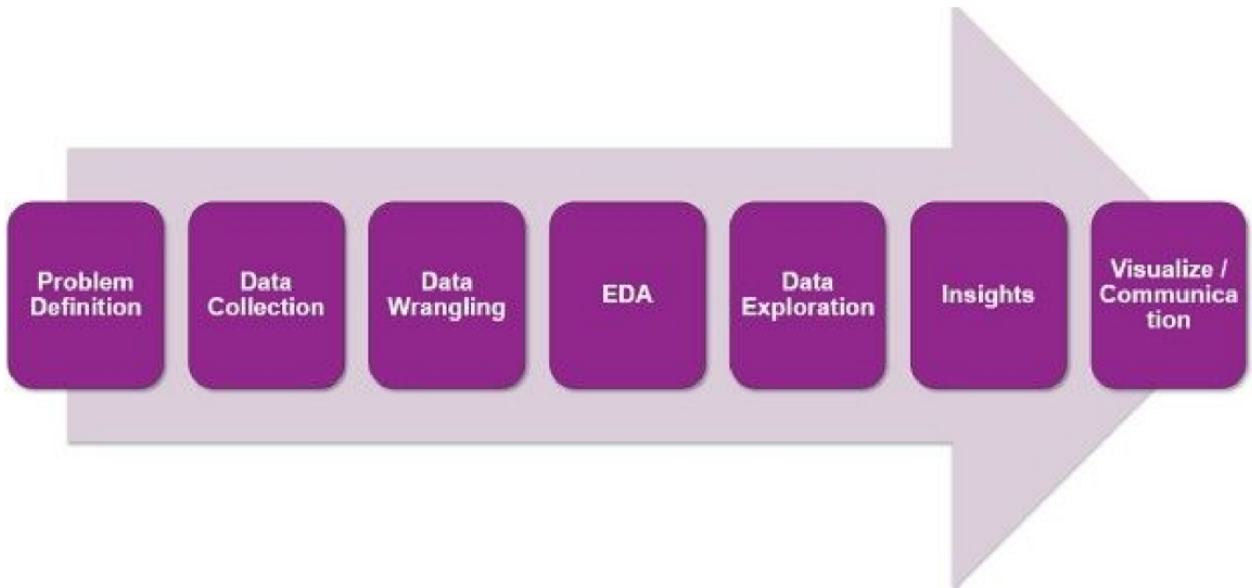 Problem
Definition
Data
Collection
Data
Wrangling
EDA
Data
Exploration
Insights
Visualize /
Communica
tion